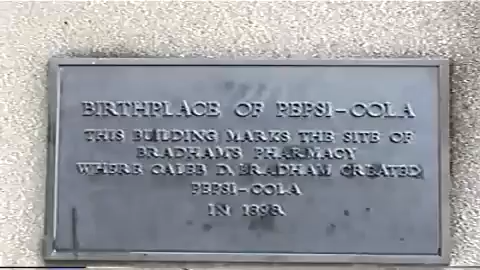 BIRTHPLACE OF PEPSI-COLA
THIS BUILDING MARKS THE SITE OF
BRADHAM'S PHARMACY
WHERE CALEB D. BRADHAM CREATED
PEPSI-COLA
IN 1898.